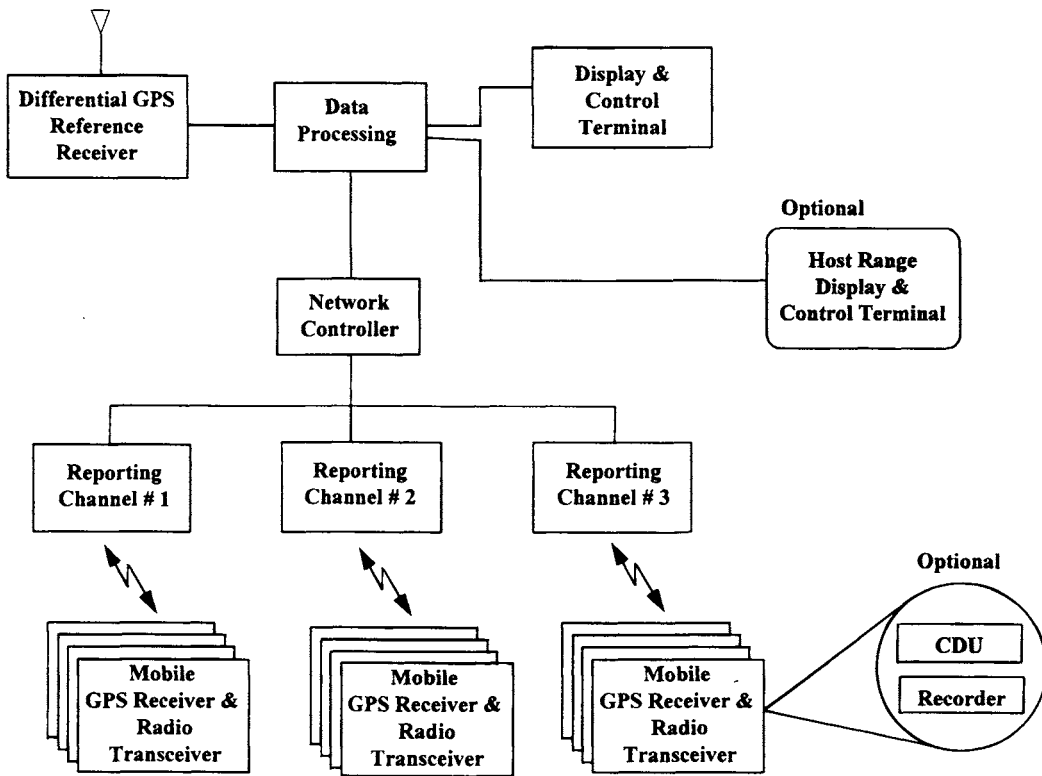 Differential GPS
Reference
Receiver
Data
Processing
Display &
Control
Terminal
Optional
Host Range
Display &
Control Terminal
Network
Controller
Reporting
Channel # 1
Reporting
Channel # 2
Reporting
Channel # 3
Optional
CDU
Recorder
Mobile
GPS Receiver &
Radio
Transceiver
Mobile
GPS Receiver &
Radio
Transceiver
Mobile
GPS Receiver &
Radio
Transceiver